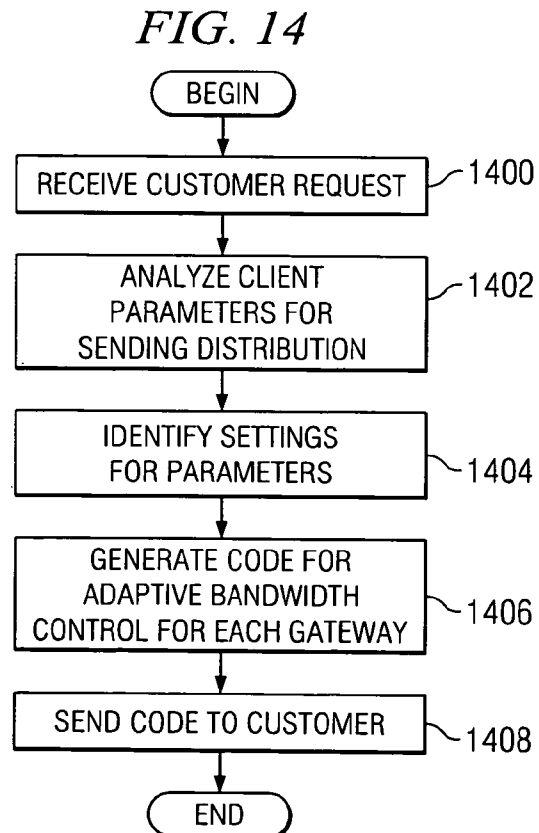 FIG. 14
BEGIN
RECEIVE CUSTOMER REQUEST
1400
ANALYZE CLIENT
PARAMETERS FOR
SENDING DISTRIBUTION
1402
IDENTIFY SETTINGS
FOR PARAMETERS
1404
GENERATE CODE FOR
ADAPTIVE BANDWIDTH
CONTROL FOR EACH GATEWAY
1406
SEND CODE TO CUSTOMER
1408
END